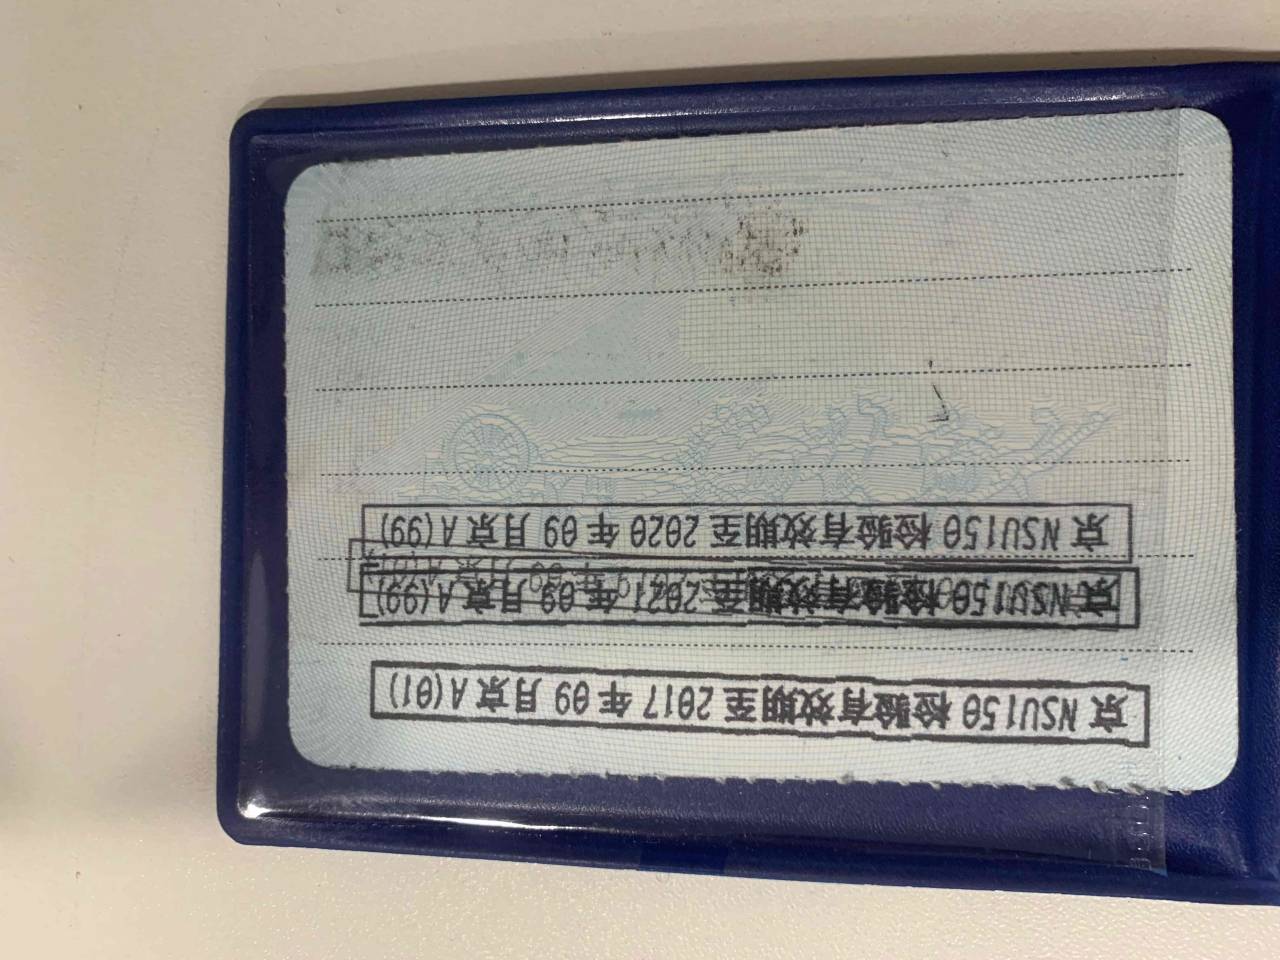 京 NSU150 检验有效期至 2017 年 09 月京 A(01)
京 NSU150 检验有效期至 2021 年 09 月京 A(99)
京 NSU150 检验有效期至 2020 年 09 月京 A(99)